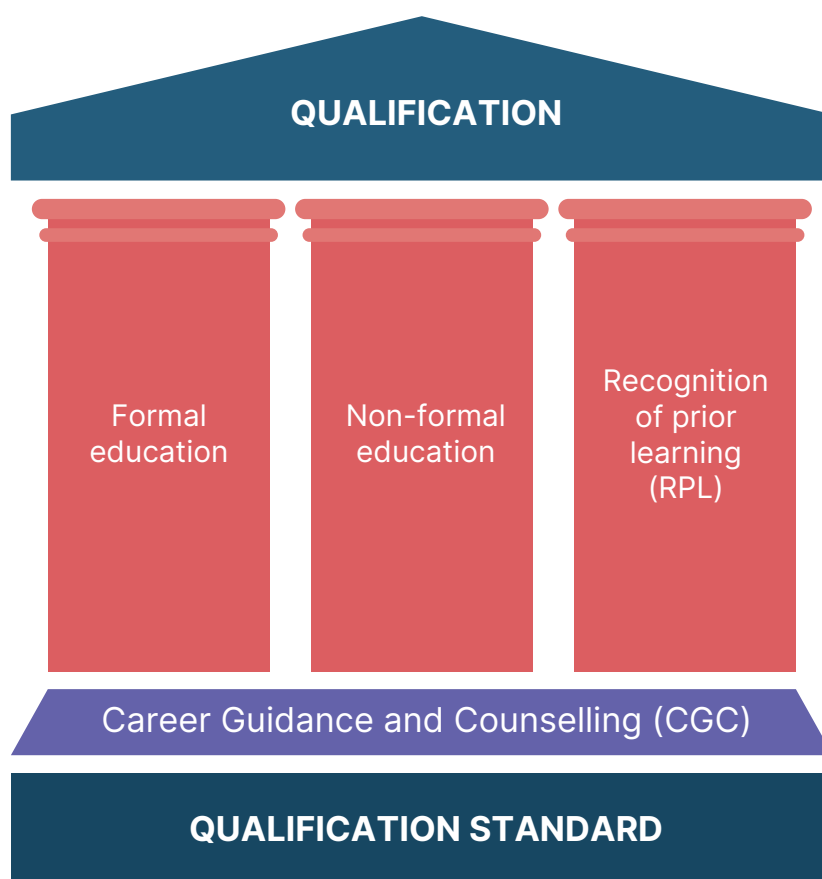 QUALIFICATION
Formal
education
Non-formal
education
Recognition
of prior
learning
(RPL)
Career Guidance and Counselling (CGC)
QUALIFICATION STANDARD